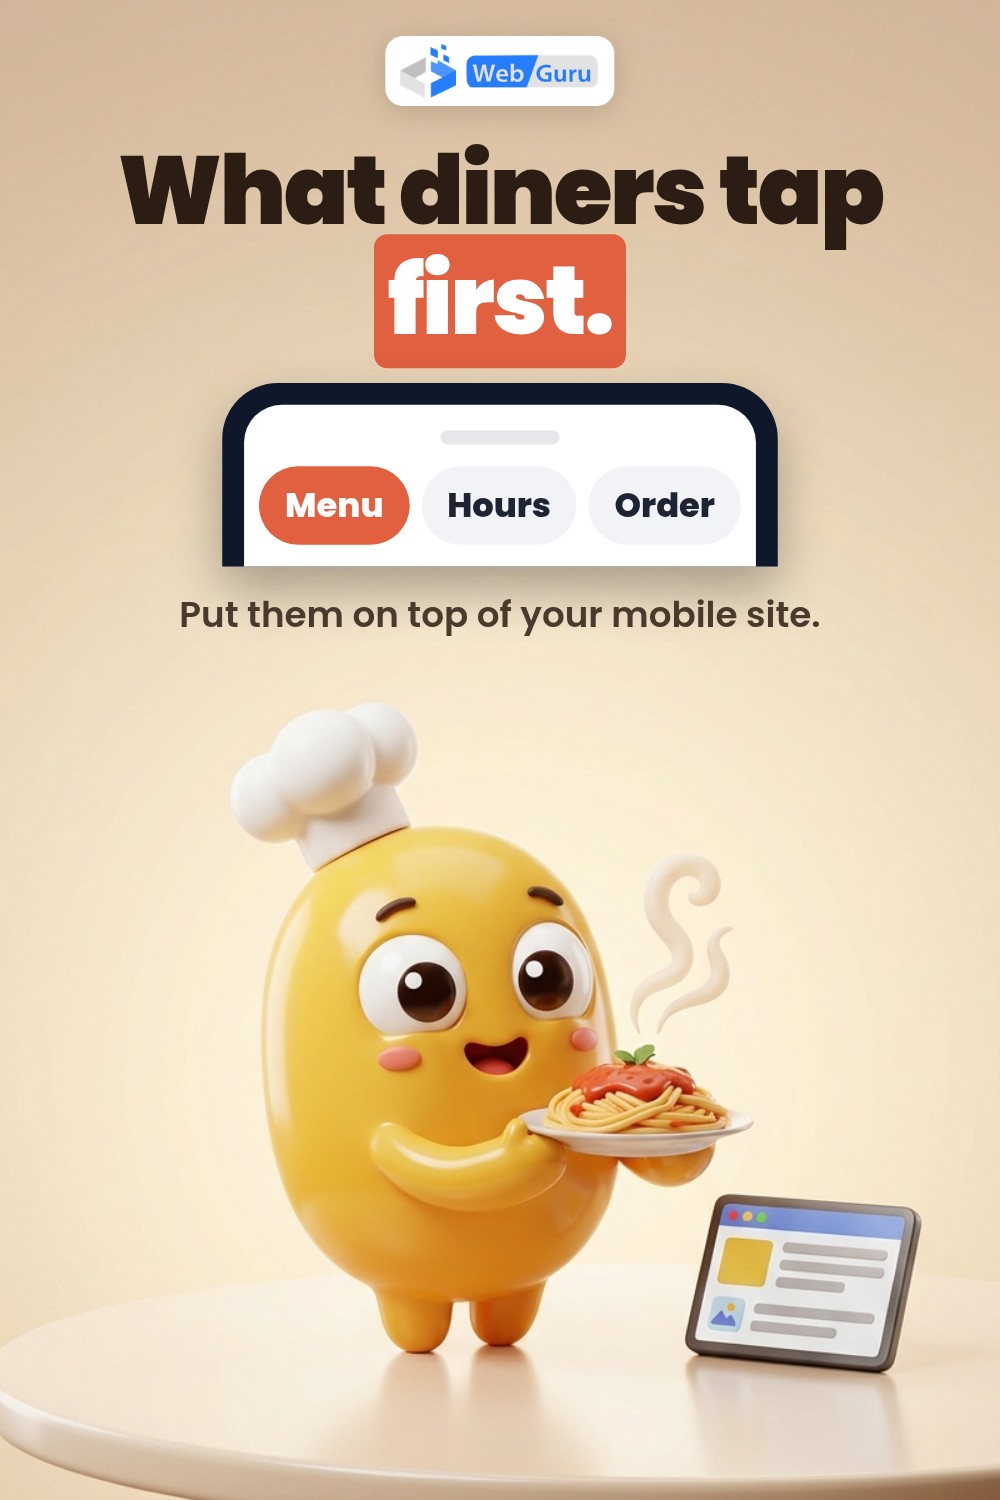 Web Guru
What diners tap
first.
Menu Hours Order
Put them on top of your mobile site.